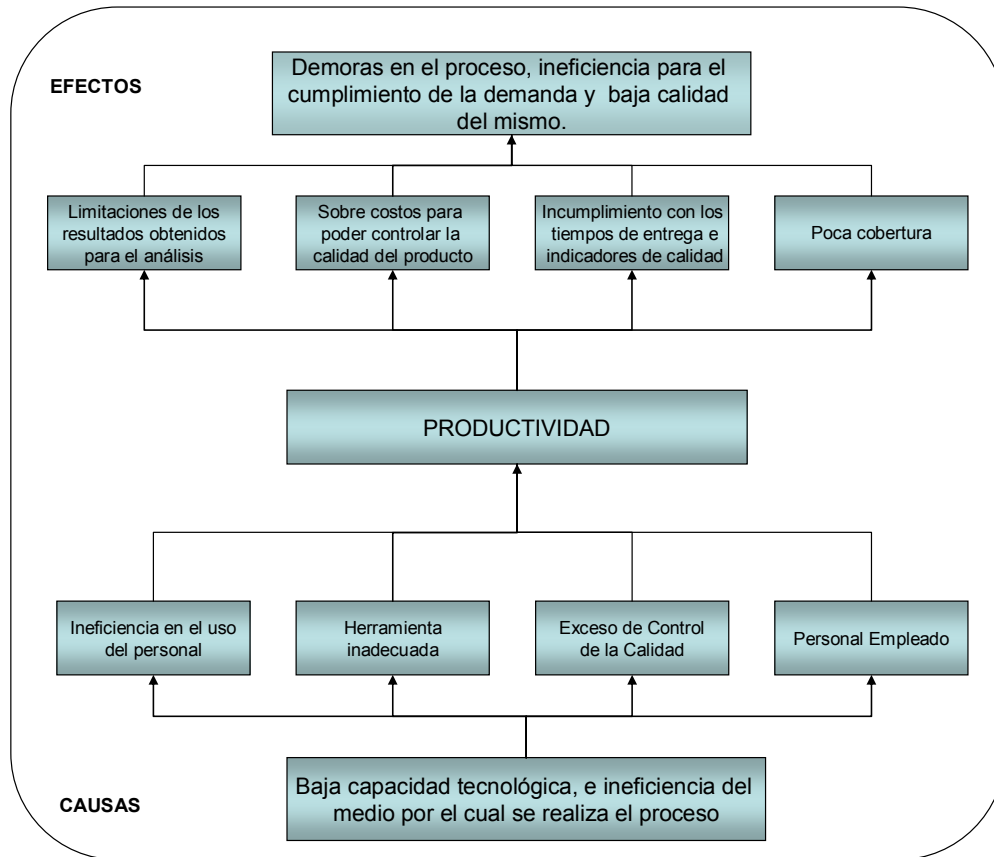 EFECTOS
Demoras en el proceso, ineficiencia para el
cumplimiento de la demanda y baja calidad
del mismo.
Limitaciones de los
resultados obtenidos
para el análisis
Sobre costos para
poder controlar la
calidad del producto
Incumplimiento con los
tiempos de entrega e
indicadores de calidad
Poca cobertura
PRODUCTIVIDAD
Ineficiencia en el uso
del personal
Herramienta
inadecuada
Exceso de Control
de la Calidad
Personal Empleado
Baja capacidad tecnológica, e ineficiencia del
medio por el cual se realiza el proceso
CAUSAS